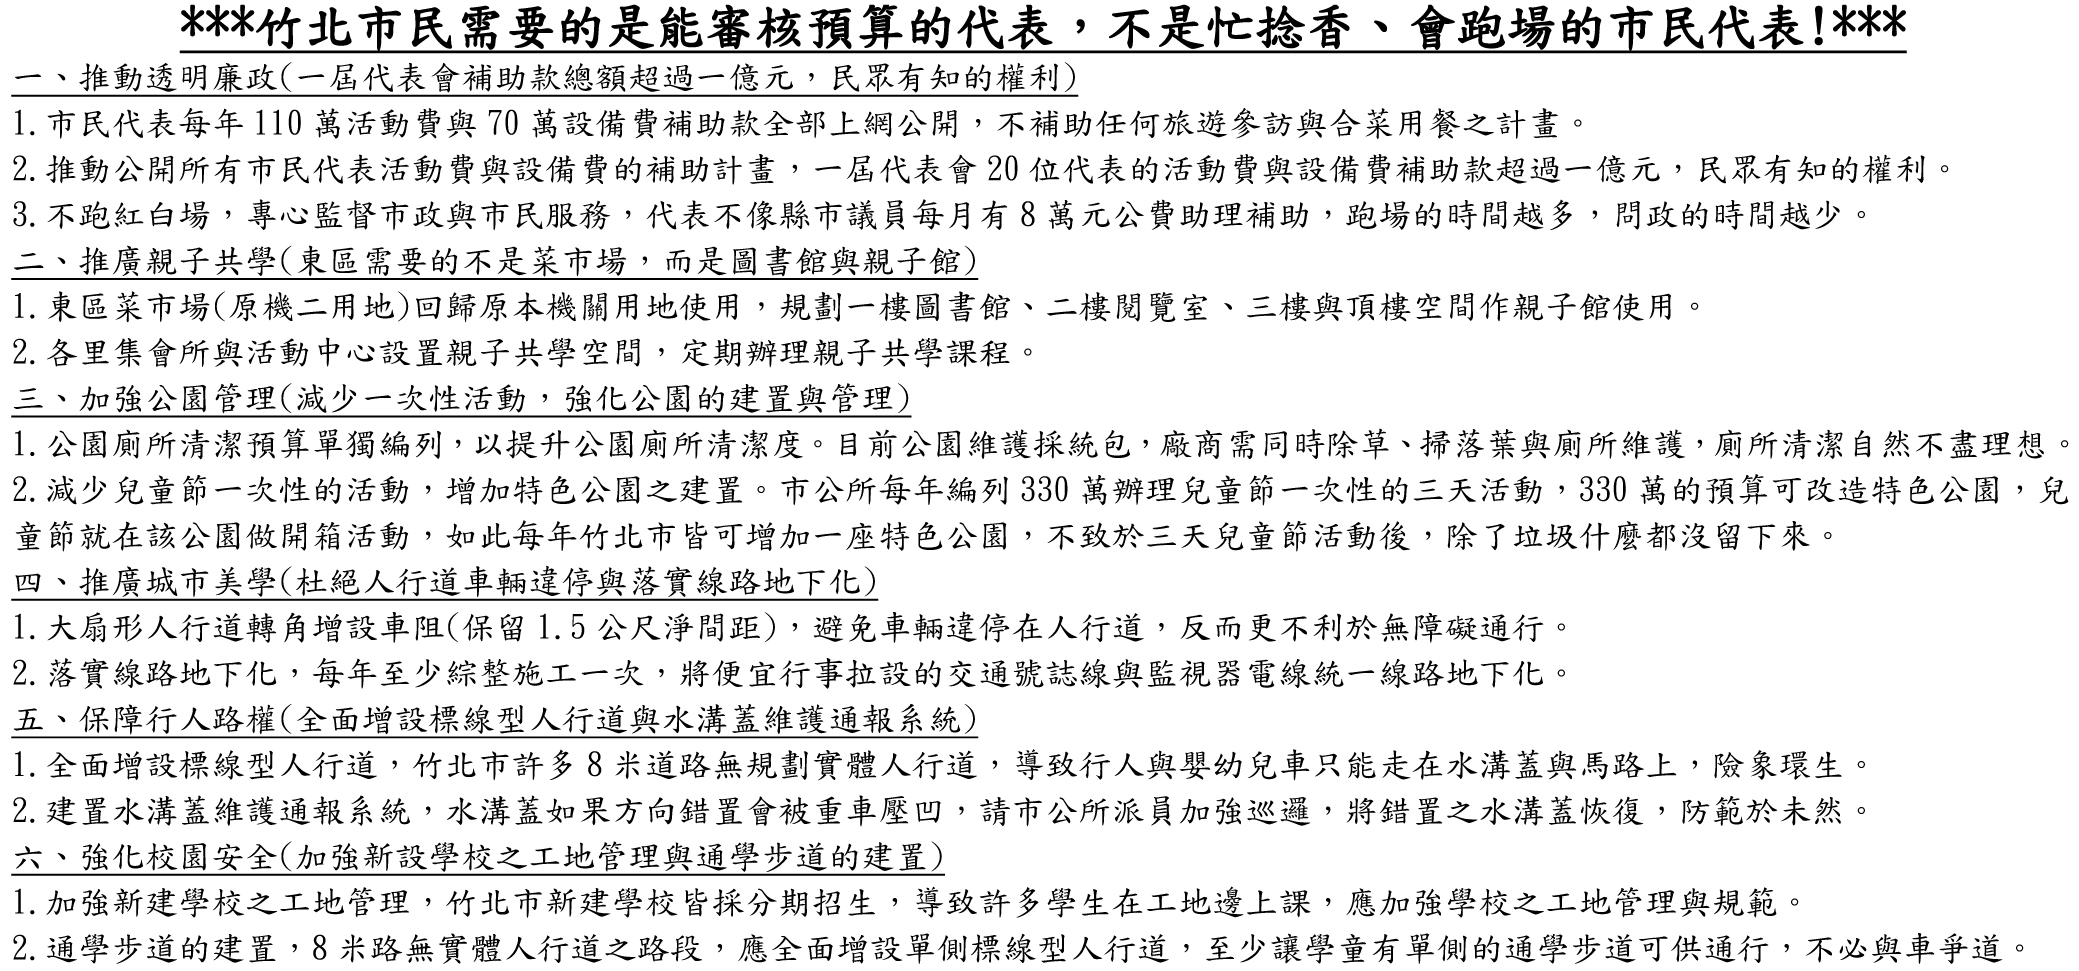 ***竹北市民需要的是能審核預算的代表，不是忙捻香、會跑場的市民代表!***
一、推動透明廉政(一屆代表會補助款總額超過一億元，民眾有知的權利)
1.市民代表每年110萬活動費與70萬設備費補助款全部上網公開，不補助任何旅遊參訪與合菜用餐之計畫。
2.推動公開所有市民代表活動費與設備費的補助計畫，一屆代表會20位代表的活動費與設備費補助款超過一億元，民眾有知的權利。
3.不跑紅白場，專心監督市政與市民服務，代表不像縣市議員每月有8萬元公費助理補助，跑場的時間越多，問政的時間越少。
二、推廣親子共學(東區需要的不是菜市場，而是圖書館與親子館)
1.東區菜市場(原機二用地)回歸原本機關用地使用，規劃一樓圖書館、二樓閱覽室、三樓與頂樓空間作親子館使用。
2.各里集會所與活動中心設置親子共學空間，定期辦理親子共學課程。
三、加強公園管理(減少一次性活動，強化公園的建置與管理)
1.公園廁所清潔預算單獨編列，以提升公園廁所清潔度。目前公園維護採統包，廠商需同時除草、掃落葉與廁所維護，廁所清潔自然不盡理想。
2.減少兒童節一次性的活動，增加特色公園之建置。市公所每年編列330萬辦理兒童節一次性的三天活動，330萬的預算可改造特色公園，兒
童節就在該公園做開箱活動，如此每年竹北市皆可增加一座特色公園，不致於三天兒童節活動後，除了垃圾什麼都沒留下來。
四、推廣城市美學(杜絕人行道車輛違停與落實線路地下化)
1.大扇形人行道轉角增設車阻(保留1.5公尺淨間距)，避免車輛違停在人行道，反而更不利於無障礙通行。
2.落實線路地下化，每年至少綜整施工一次，將便宜行事拉設的交通號誌線與監視器電線統一線路地下化。
五、保障行人路權(全面增設標線型人行道與水溝蓋維護通報系統)
1.全面增設標線型人行道，竹北市許多8米道路無規劃實體人行道，導致行人與嬰幼兒車只能走在水溝蓋與馬路上，險象環生。
2.建置水溝蓋維護通報系統，水溝蓋如果方向錯置會被重車壓凹，請市公所派員加強巡邏，將錯置之水溝蓋恢復，防範於未然。
六、強化校園安全(加強新設學校之工地管理與通學步道的建置)
1.加強新建學校之工地管理，竹北市新建學校皆採分期招生，導致許多學生在工地邊上課，應加強學校之工地管理與規範。
2.通學步道的建置，8米路無實體人行道之路段，應全面增設單側標線型人行道，至少讓學童有單側的通學步道可供通行，不必與車爭道。